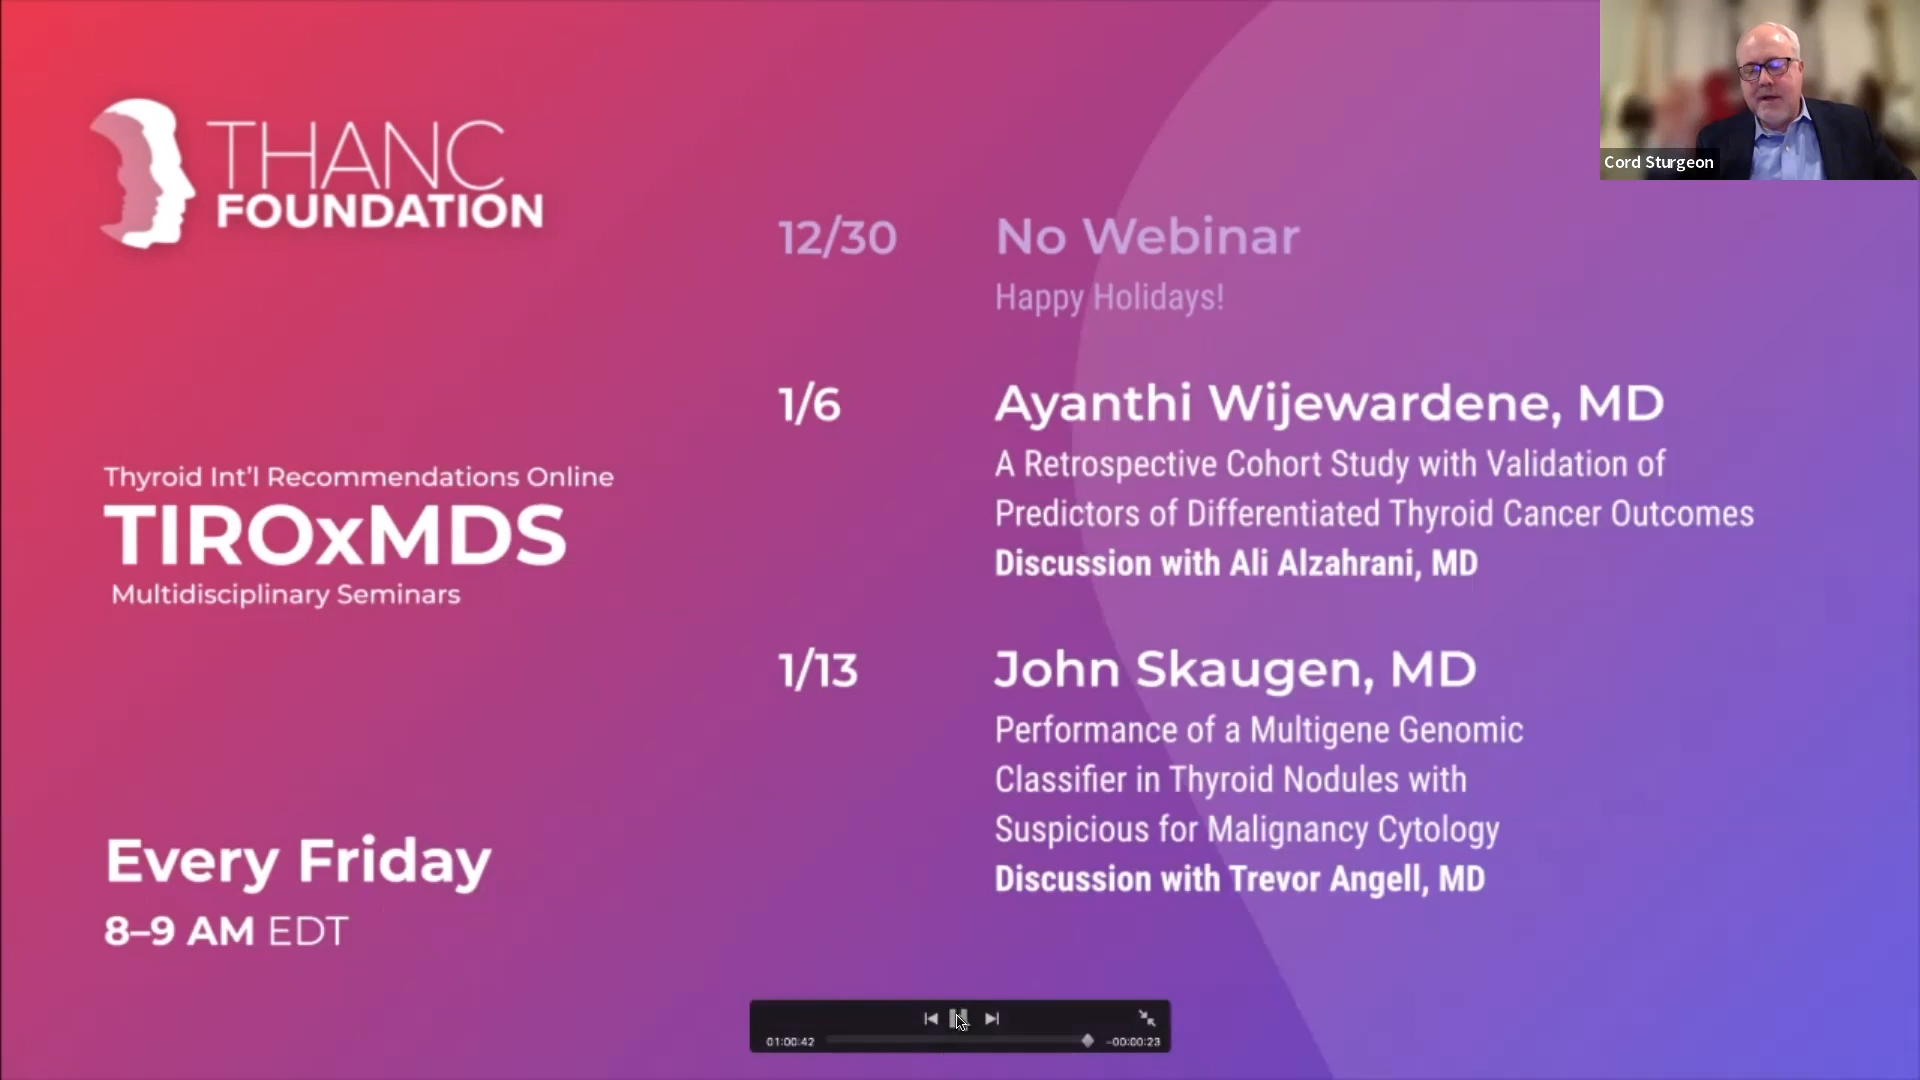 THANC
FOUNDATION
Thyroid Int'l Recommendations Online
TIROxMDS
Multidisciplinary Seminars
Every Friday
8–9 AM EDT
12/30
No Webinar
Happy Holidays!
1/6
Ayanthi Wijewardene, MD
A Retrospective Cohort Study with Validation of
Predictors of Differentiated Thyroid Cancer Outcomes
Discussion with Ali Alzahrani, MD
1/13
John Skaugen, MD
Performance of a Multigene Genomic
Classifier in Thyroid Nodules with
Suspicious for Malignancy Cytology
Discussion with Trevor Angell, MD
Cord Sturgeon
01:00:42
-00:00:23